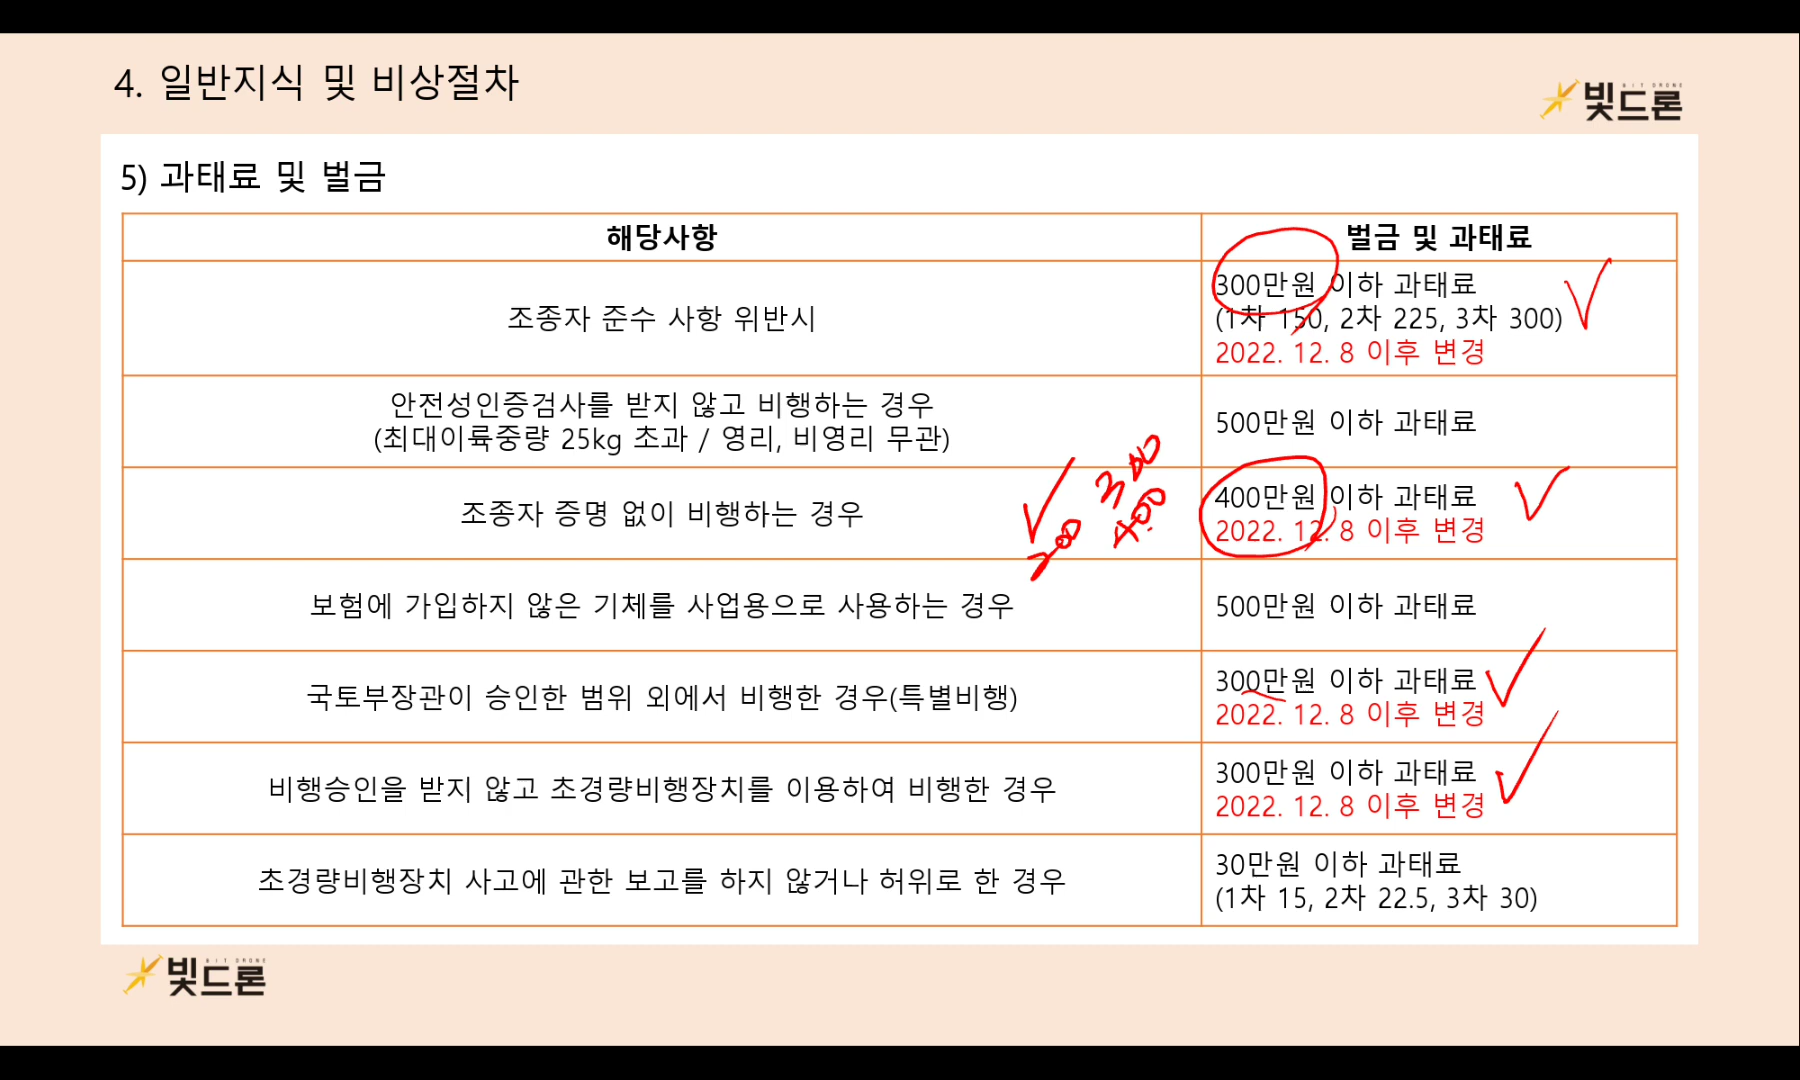 4. 일반지식 및 비상절차
BIT DRONE
빛드론
5) 과태료 및 벌금
해당사항
벌금 및 과태료
조종자 준수 사항 위반시
300만원 이하 과태료
(1차 150, 2차 225, 3차 300)
2022. 12. 8 이후 변경
안전성인증검사를 받지 않고 비행하는 경우
(최대이륙중량 25kg 초과 / 영리, 비영리 무관)
500만원 이하 과태료
조종자 증명 없이 비행하는 경우
300
200
400
400만원 이하 과태료
2022. 12. 8 이후 변경
보험에 가입하지 않은 기체를 사업용으로 사용하는 경우
500만원 이하 과태료
국토부장관이 승인한 범위 외에서 비행한 경우(특별비행)
300만원 이하 과태료
2022. 12. 8 이후 변경
비행승인을 받지 않고 초경량비행장치를 이용하여 비행한 경우
300만원 이하 과태료
2022. 12. 8 이후 변경
초경량비행장치 사고에 관한 보고를 하지 않거나 허위로 한 경우
30만원 이하 과태료
(1차 15, 2차 22.5, 3차 30)
BIT DRONE
빛드론